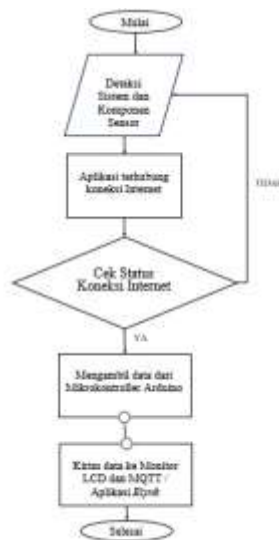 Mulai
Deteksi
Sistem dan
Komponen
Sensor
Aplikasi terhubung
koneksi Internet
Cek Status
Koneksi Internet
TIDAK
YA
Mengambil data dari
Mikrokontroller Arduino
Kirim data ke Monitor
LCD dan MQTT /
Aplikasi Blynk
Selesai